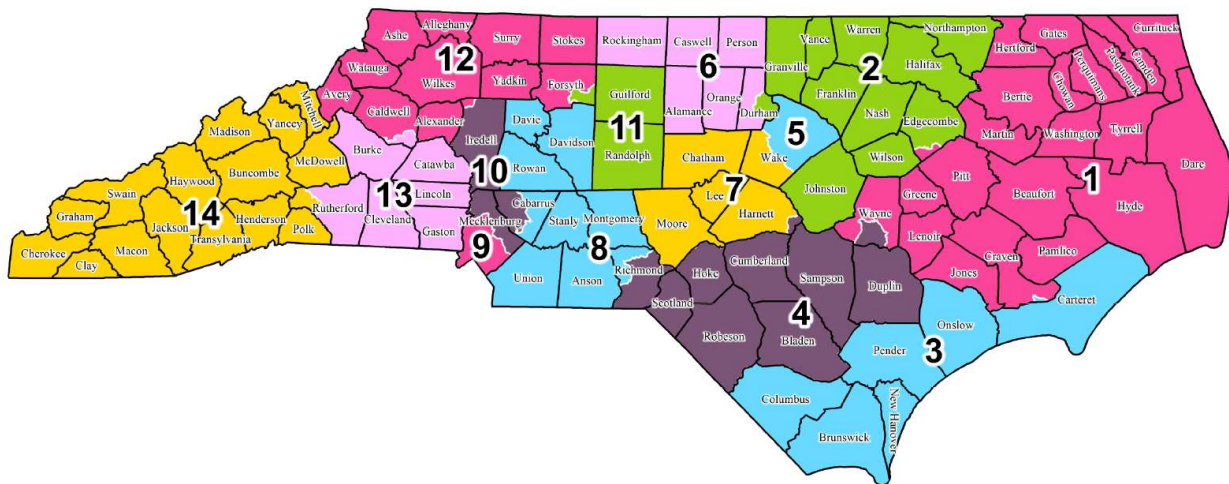 Ashe
Alleghany
Surry
Stokes
Rockingham
Caswell
Person
Granville
Vance
Warren
Northampton
Hertford
Gates
Currituck
Camden
Pasquotank
Perquimans
Chowan
12
6
2
Watauga
Wilkes
Yadkin
Forsyth
Guilford
Alamance
Orange
Durham
Franklin
Halifax
Bertie
Avery
Mitchell
Caldwell
Alexander
Iredell
Davie
Davidson
11
5
Nash
Edgecombe
Martin
Washington
Tyrrell
Dare
Madison
Yancey
McDowell
Burke
Catawba
10
Rowan
Randolph
Chatham
Wake
Wilson
Pitt
Beaufort
1
Hyde
Swain
Haywood
Buncombe
Rutherford
13
Lincoln
Cleveland
Gaston
Mecklenburg
Cabarrus
Stanly
Montgomery
Moore
Lee
7
Harnett
Johnston
Wayne
Greene
Lenoir
Graham
14
Jackson
Henderson
Polk
Transylvania
Cherokee
Clay
Macon
9
8
Union
Anson
Richmond
Scotland
Hoke
Cumberland
Sampson
Duplin
Jones
Craven
Pamlico
Carteret
Robeson
4
Bladen
Pender
3
Onslow
Columbus
Brunswick
New Hanover